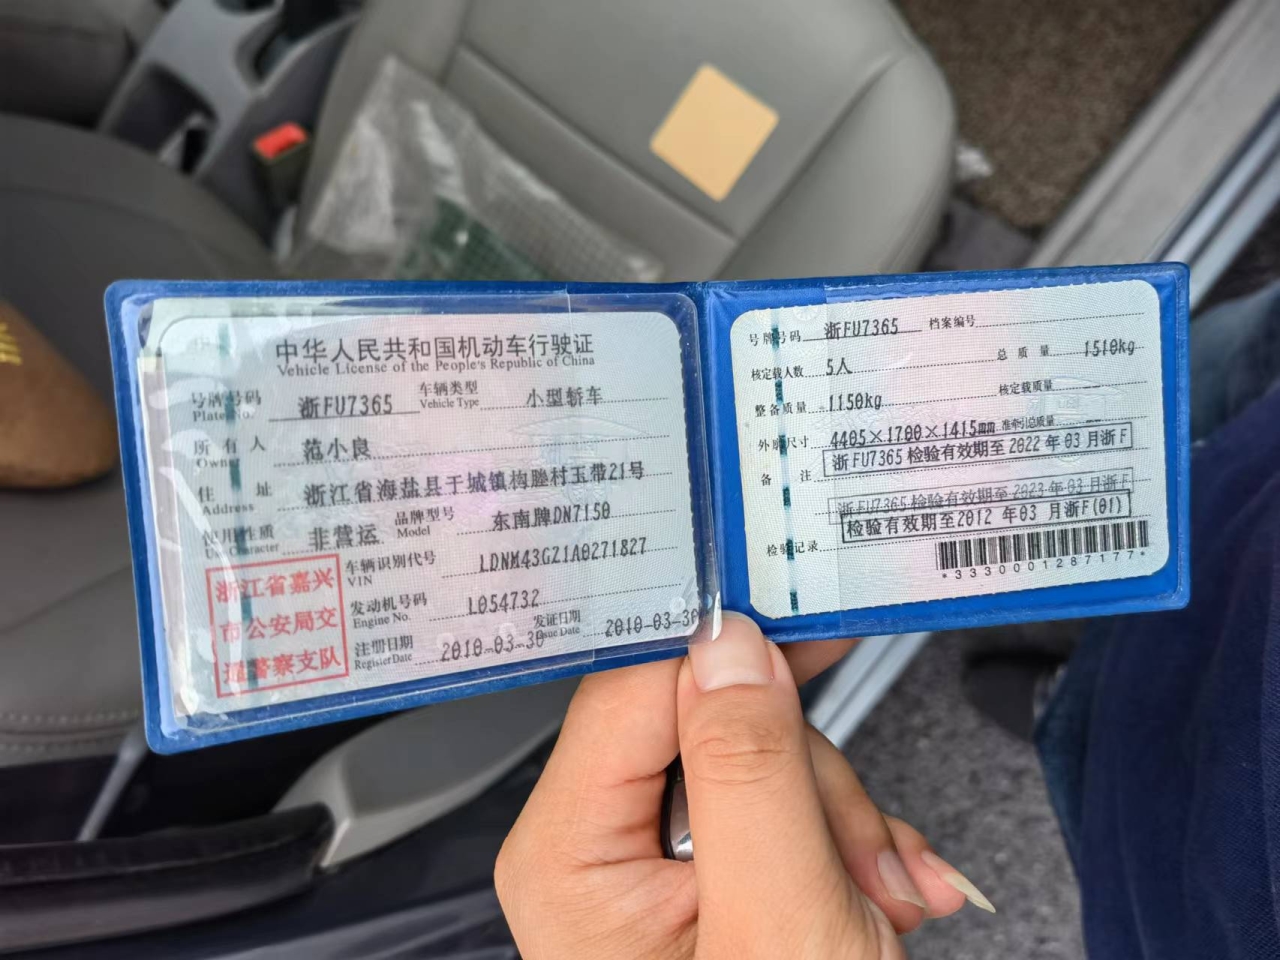 中华人民共和国机动车行驶证
Vehicle License of the People's Republic of China
号牌号码 浙FU7365 车辆类型 小型轿车
Plate No. Vehicle Type
所有人 范小良
Owner
住址 浙江省海盐县于城镇构塍村玉带21号
Address
使用性质 非营运 品牌型号 东南牌DN7150
Use Character Model
车辆识别代号 LDNM43GZ1A0271827
VIN
发动机号码 L054732
Engine No.
注册日期 2010-03-30 发证日期 2010-03-30
Register Date Issue Date
浙江省嘉兴
市公安局交
通警察支队
号牌号码 浙FU7365 档案编号
核定载人数 5人 总质量 1510kg
整备质量 1150kg 核定载质量
外廓尺寸 4405×1700×1415mm 准牵引总质量
浙FU7365检验有效期至2022年03月浙F
备注
浙FU7365检验有效期至2023年03月浙F
检验有效期至2012年03月浙F(01)
检验记录
*3330001287177*